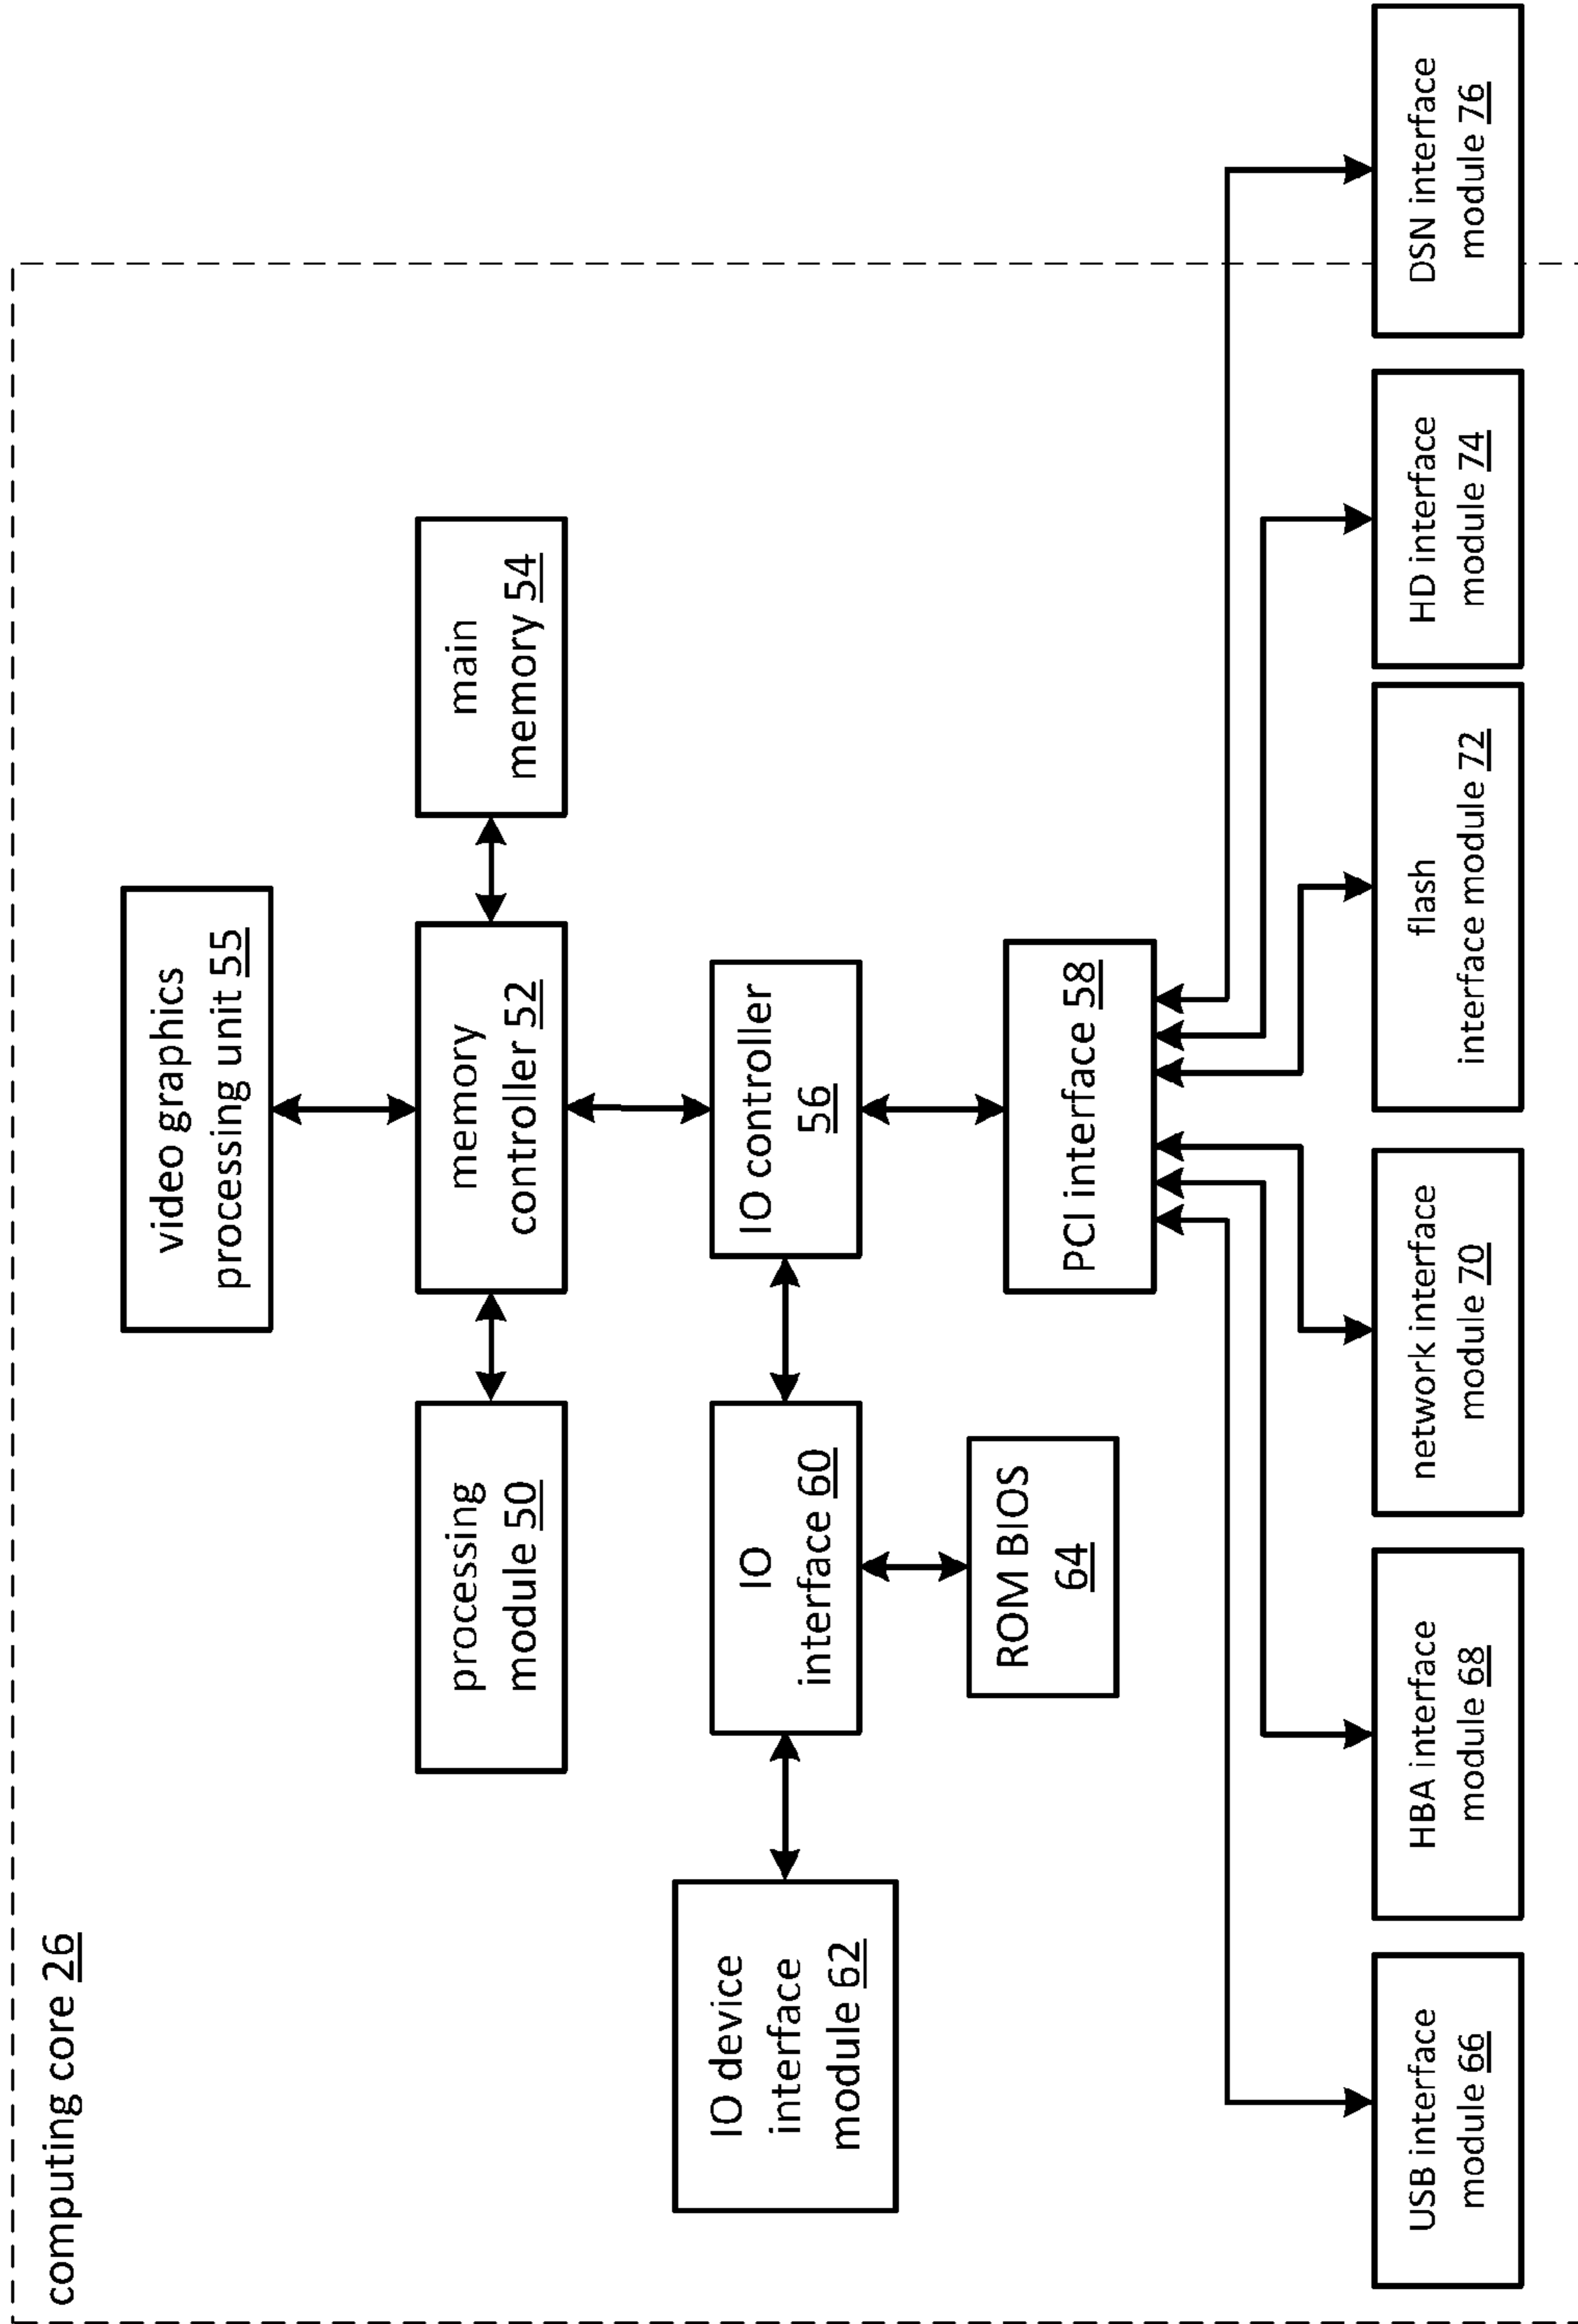 computing core 26
video graphics
processing unit 55
processing
module 50
memory
controller 52
main
memory 54
IO device
interface
module 62
IO
interface 60
IO controller
56
ROM BIOS
64
PCI interface 58
USB interface
module 66
HBA interface
module 68
network interface
module 70
flash
interface module 72
HD interface
module 74
DSN interface
module 76